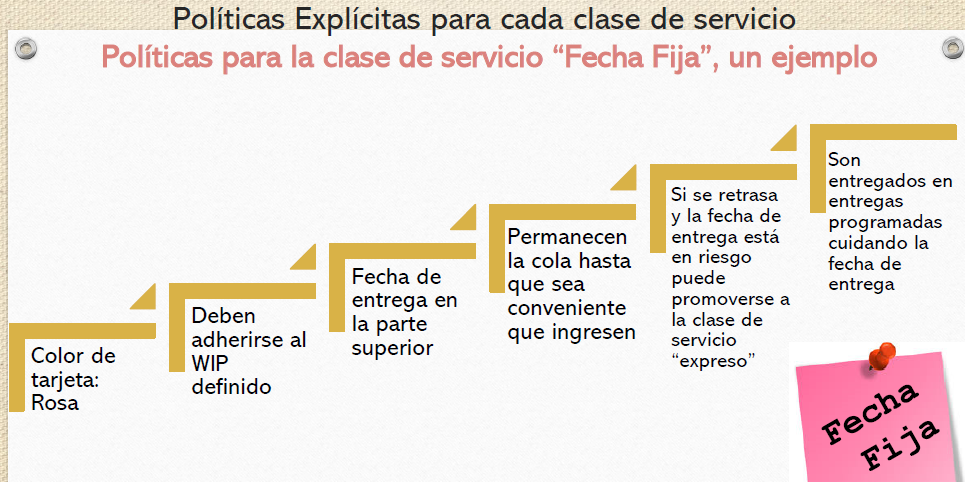 Políticas Explícitas para cada clase de servicio
Políticas para la clase de servicio “Fecha Fija”, un ejemplo
Color de
tarjeta:
Rosa
Deben
adherirse al
WIP
definido
Fecha de
entrega en
la parte
superior
Permanecen
la cola hasta
que sea
conveniente
que ingresen
Si se retrasa
y la fecha de
entrega está
en riesgo
puede
promoverse a
la clase de
servicio
“expreso”
Son
entregados en
entregas
programadas
cuidando la
fecha de
entrega
Fecha
Fija